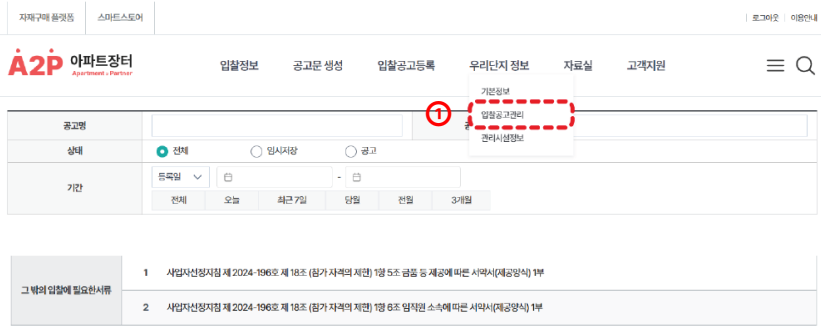 자재구매 플랫폼 스마트스토어 로그아웃 이용안내
A2P 아파트장터
Apartment & Partner
입찰정보 공고문 생성 입찰공고등록 우리단지 정보 자료실 고객지원
기본정보
1 입찰공고관리
관리시설정보
공고명
상태 전체 임시저장 공고
기간 등록일 -
전체 오늘 최근 7일 당월 전월 3개월
그 밖의 입찰에 필요한서류
1 사업자선정지침 제 2024-196호 제 18조 (참가 자격의 제한) 1항 5조 금품 등 제공에 따른 서약서(제공양식) 1부
2 사업자선정지침 제 2024-196호 제 18조 (참가 자격의 제한) 1항 6조 임직원 소속에 따른 서약서(제공양식) 1부